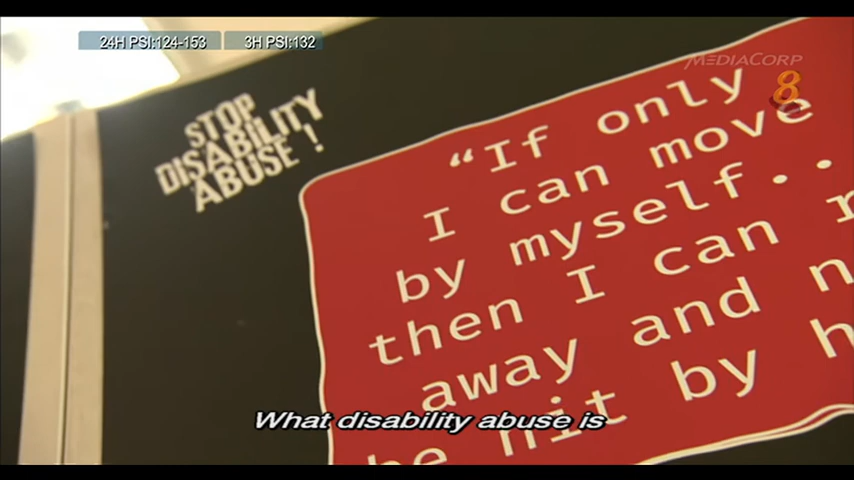 24H PSI:124-153
3H PSI:132
MEDIACORP
8
STOP
DISABILITY
ABUSE !
“If only
I can move
by myself..
then I can
away and
be hit by
What disability abuse is